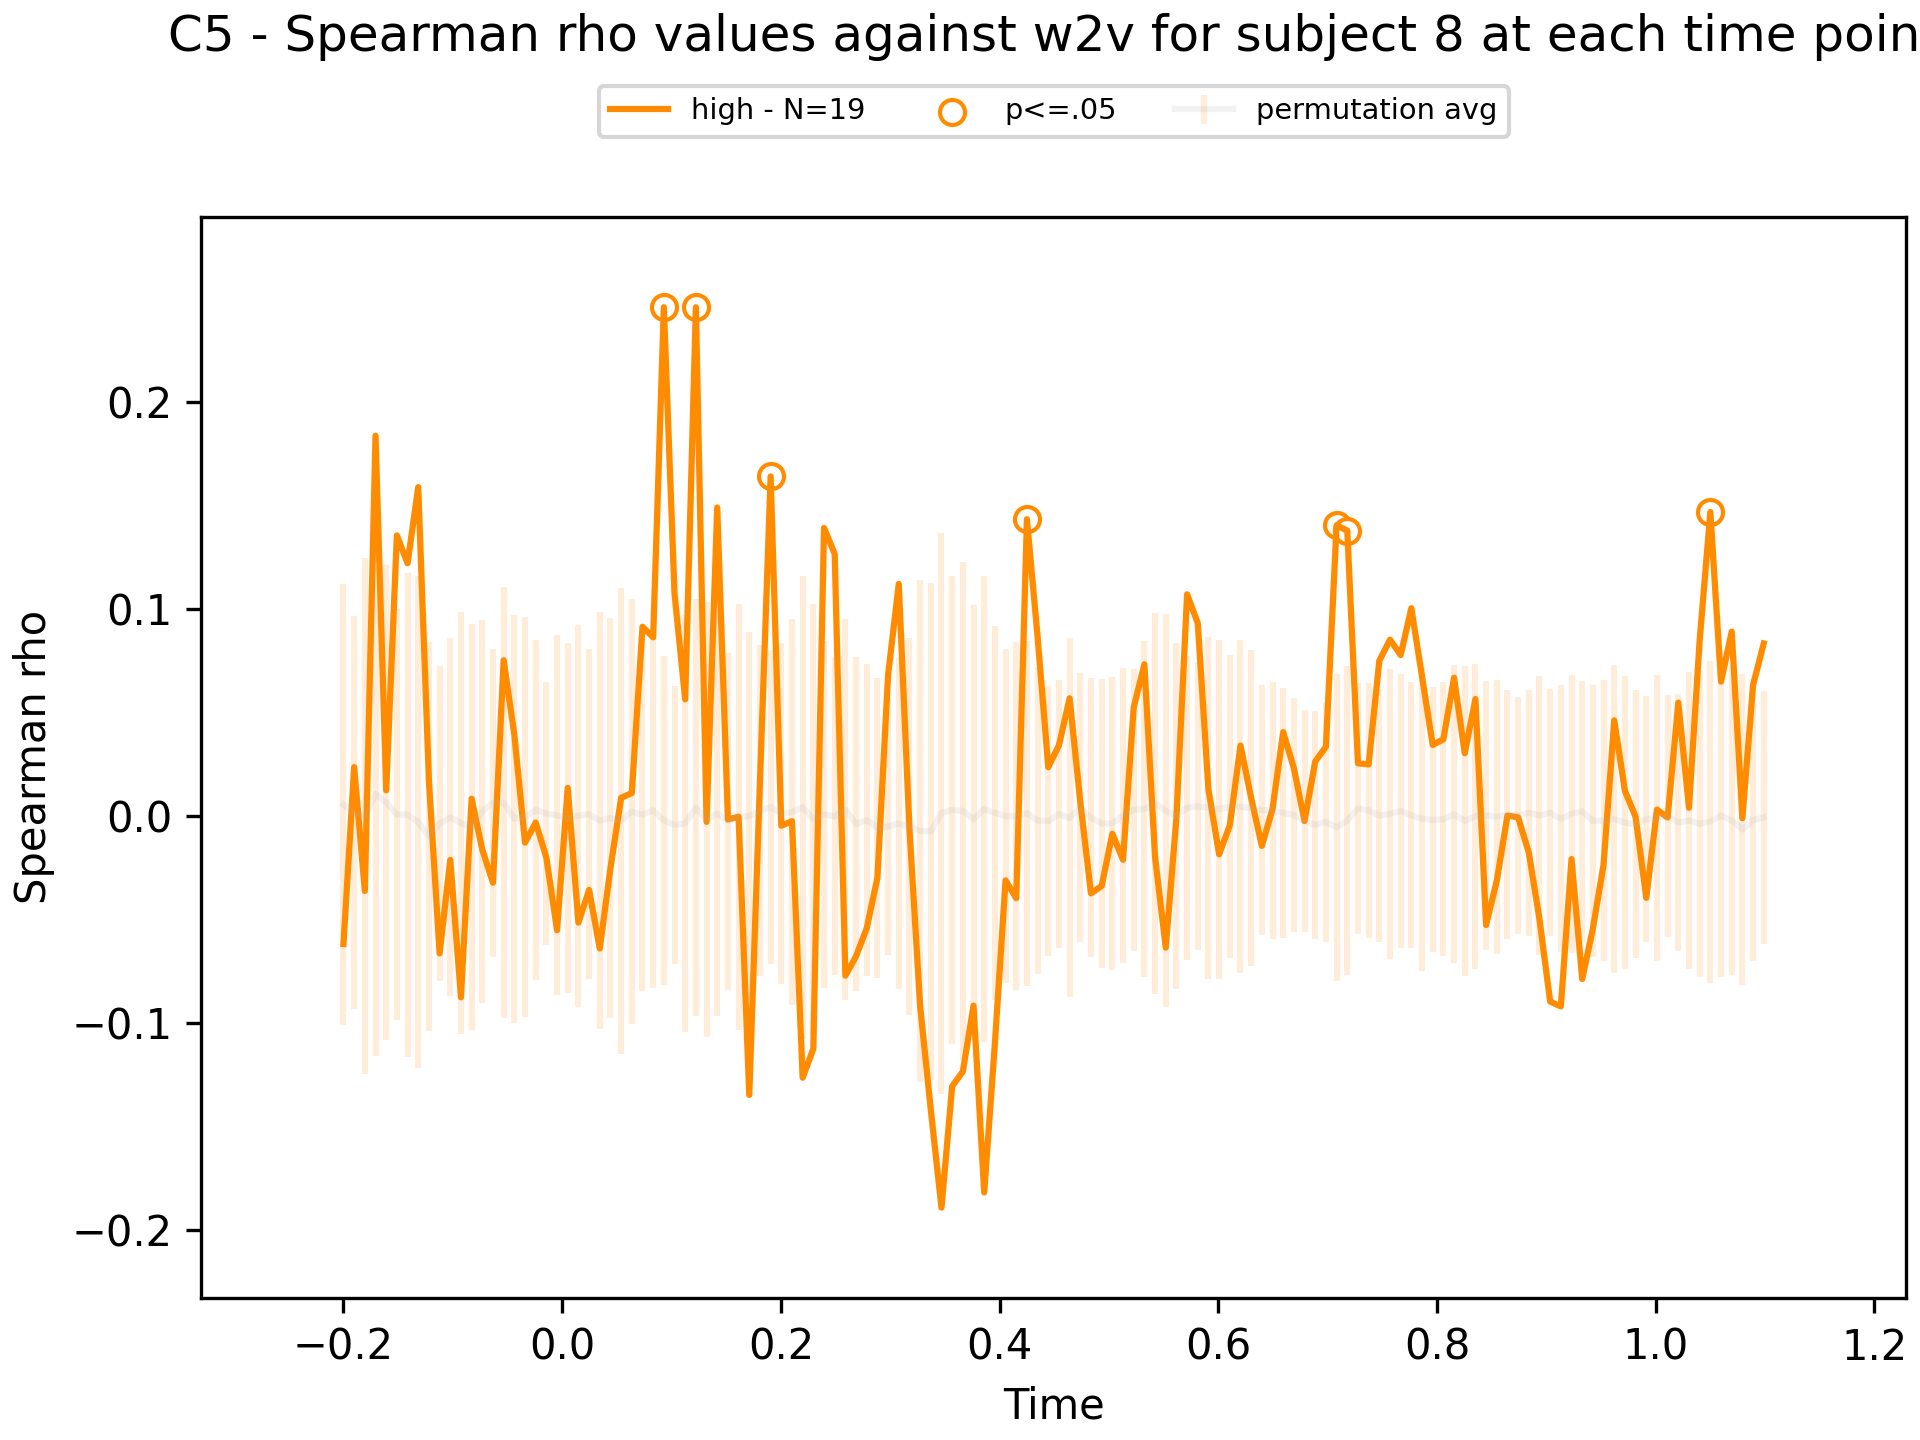 C5 - Spearman rho values against w2v for subject 8 at each time poin
high - N=19 p<=.05 permutation avg
Spearman rho
0.2
0.1
0.0
−0.1
−0.2
−0.2 0.0 0.2 0.4 0.6 0.8 1.0 1.2
Time